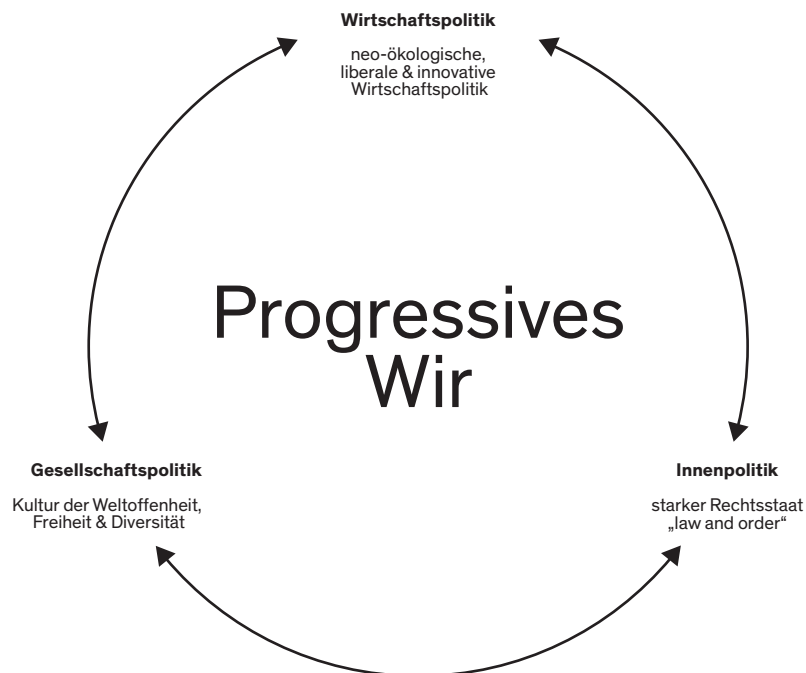 Wirtschaftspolitik
neo-ökologische,
liberale & innovative
Wirtschaftspolitik
Progressives
Wir
Gesellschaftspolitik
Kultur der Weltoffenheit,
Freiheit & Diversität
Innenpolitik
starker Rechtsstaat
„law and order“